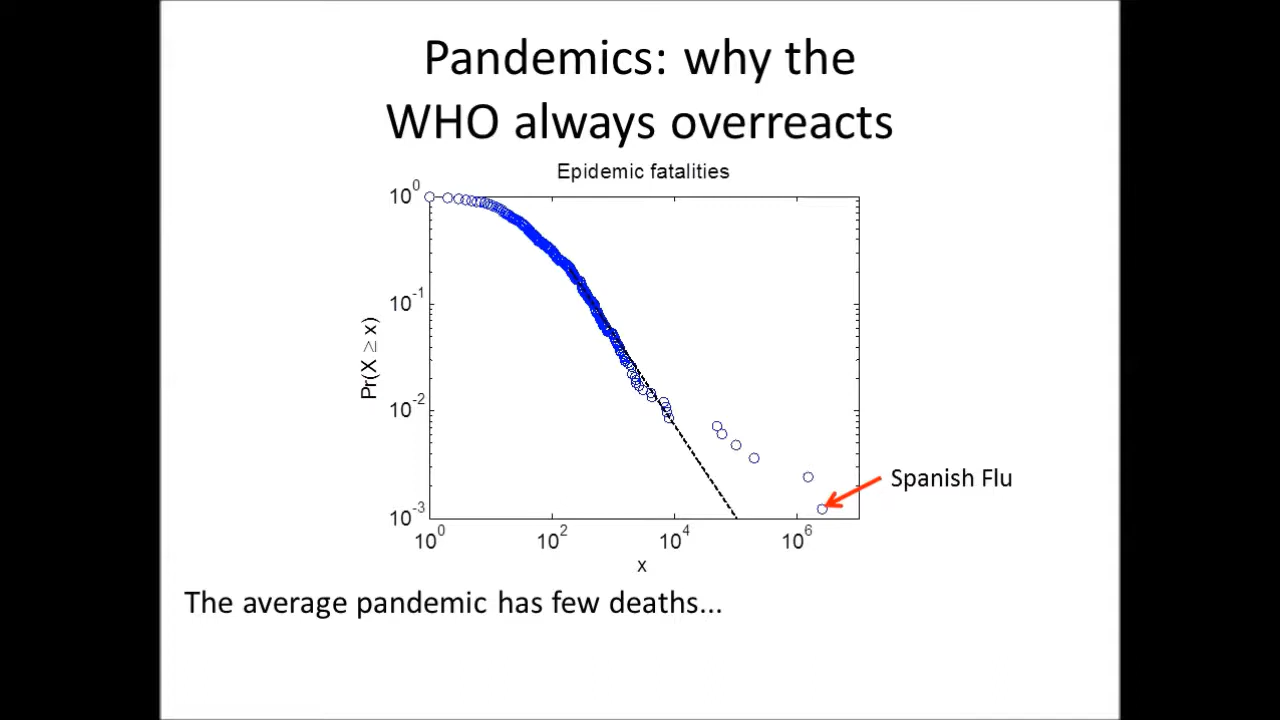 Pandemics: why the
WHO always overreacts
Epidemic fatalities
10^0
10^-1
10^-2
10^-3
Pr(X ≥ x)
10^0 10^2 10^4 10^6
x
Spanish Flu
The average pandemic has few deaths...